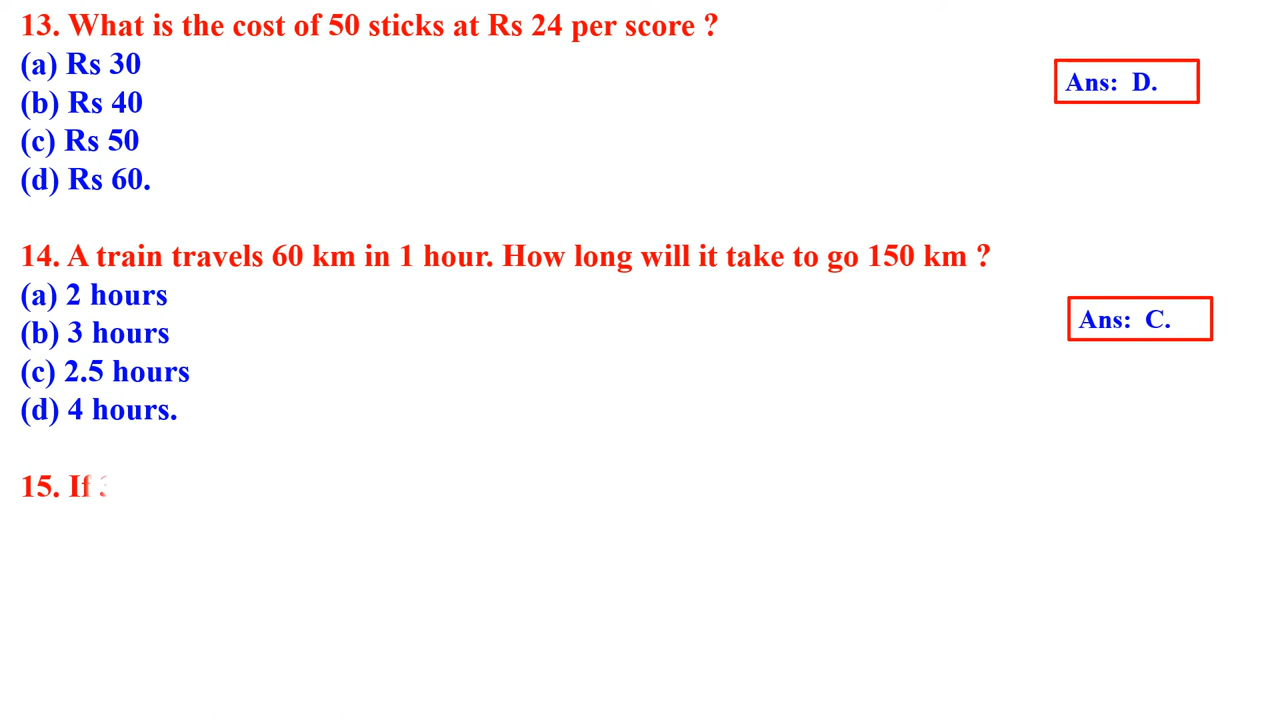 13. What is the cost of 50 sticks at Rs 24 per score ?
(a) Rs 30
Ans: D.
(b) Rs 40
(c) Rs 50
(d) Rs 60.
14. A train travels 60 km in 1 hour. How long will it take to go 150 km ?
(a) 2 hours
Ans: C.
(b) 3 hours
(c) 2.5 hours
(d) 4 hours.
15. If